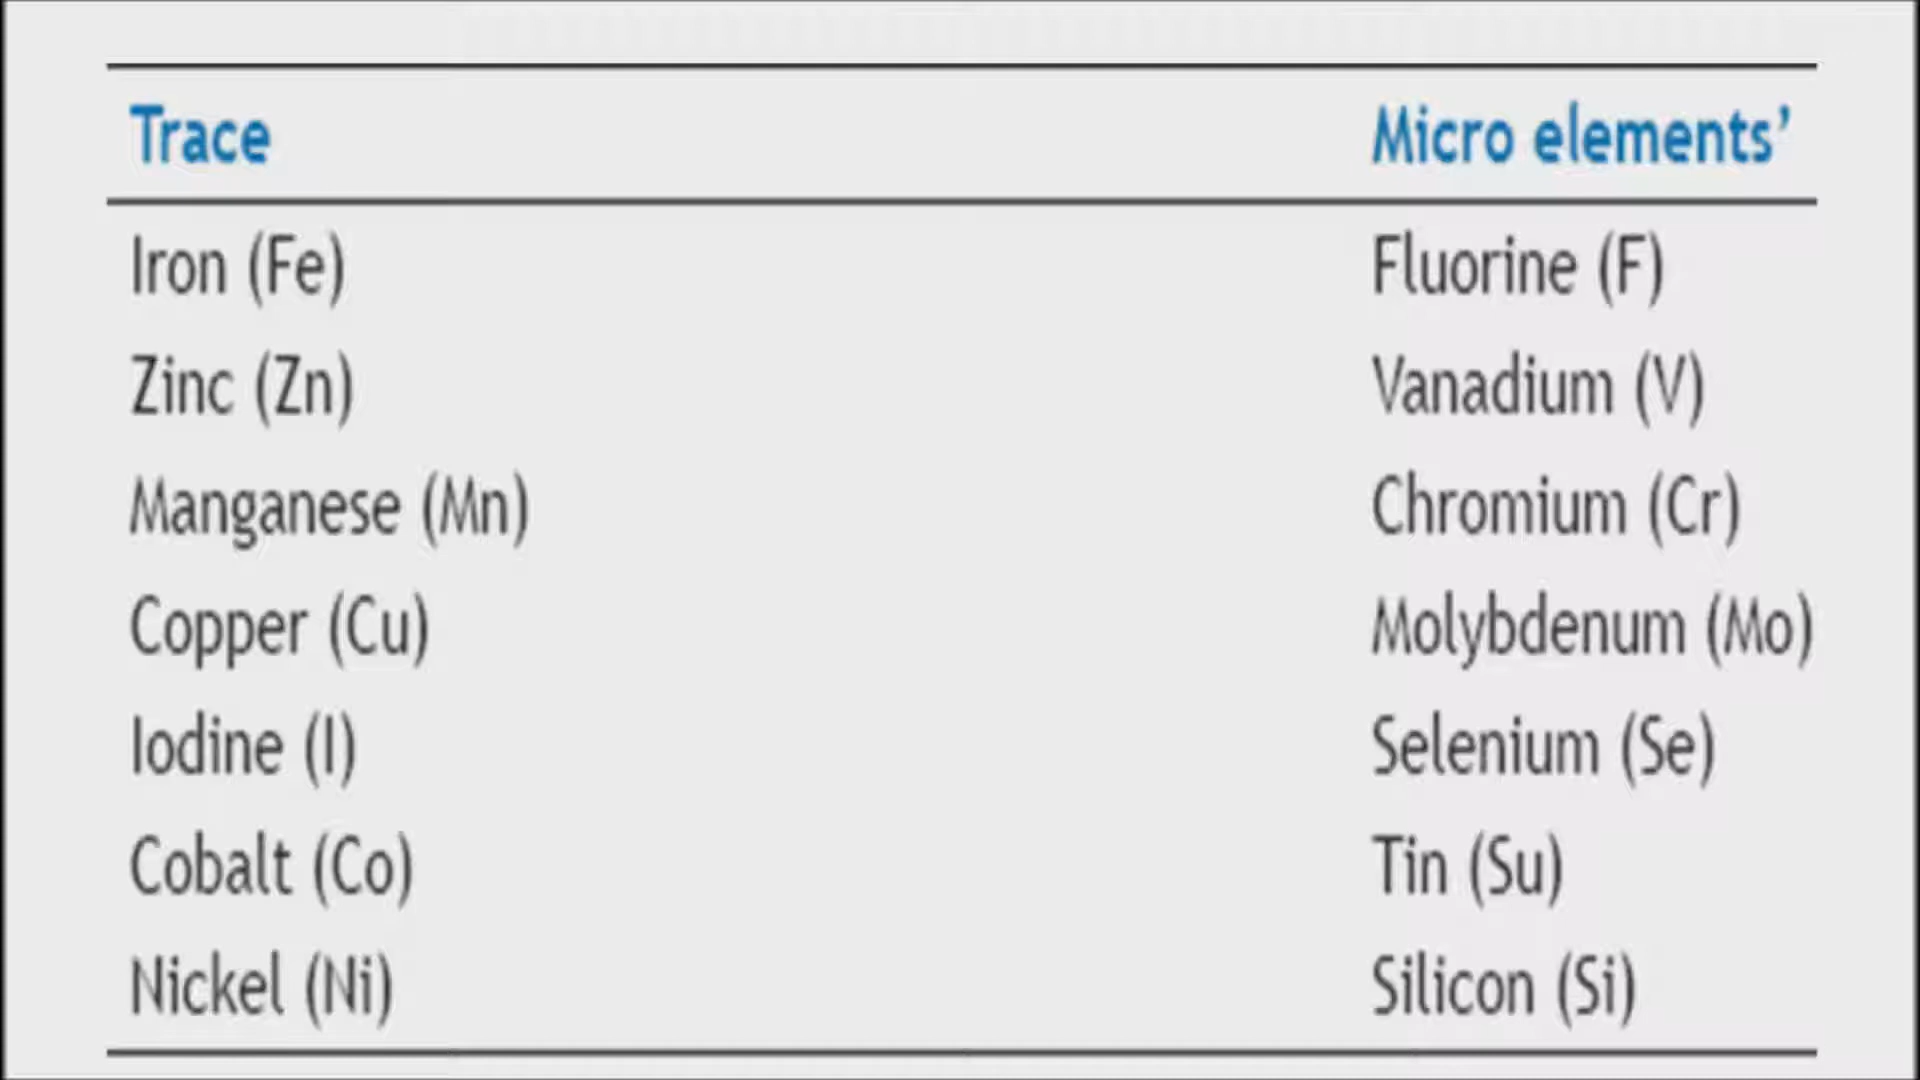 Trace Micro elements’
Iron (Fe) Fluorine (F)
Zinc (Zn) Vanadium (V)
Manganese (Mn) Chromium (Cr)
Copper (Cu) Molybdenum (Mo)
Iodine (I) Selenium (Se)
Cobalt (Co) Tin (Su)
Nickel (Ni) Silicon (Si)